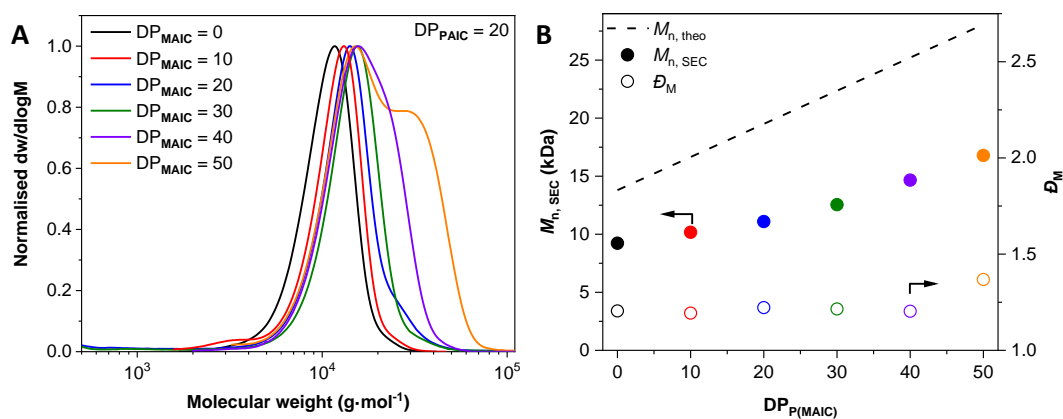 A
DP_MAIC = 0
DP_MAIC = 10
DP_MAIC = 20
DP_MAIC = 30
DP_MAIC = 40
DP_MAIC = 50
DP_PAIC = 20
Normalised dw/dlogM
1.0
0.8
0.6
0.4
0.2
0.0
10³
10⁴
10⁵
Molecular weight (g·mol⁻¹)
B
M_n, theo
M_n, SEC
Đ_M
M_n, SEC (kDa)
25
20
15
10
5
0
0
10
20
30
40
50
DP_P(MAIC)
2.5
2.0
1.5
1.0
Đ_M